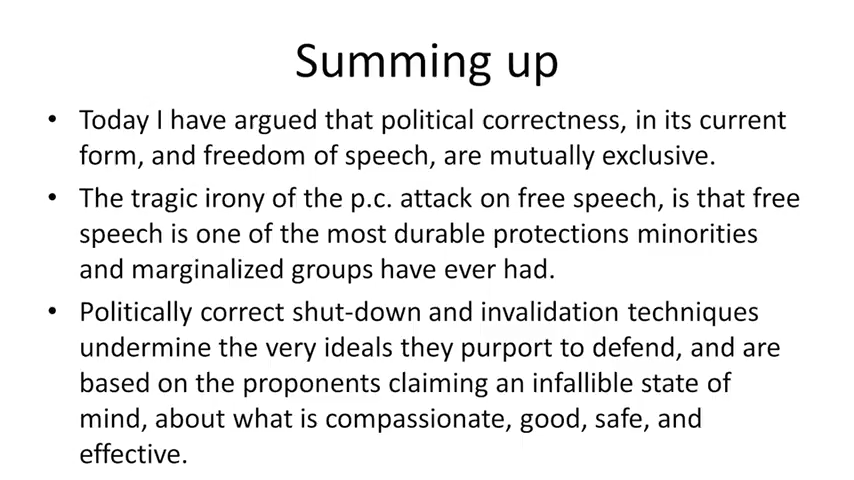 Summing up
• Today I have argued that political correctness, in its current
form, and freedom of speech, are mutually exclusive.
• The tragic irony of the p.c. attack on free speech, is that free
speech is one of the most durable protections minorities
and marginalized groups have ever had.
• Politically correct shut-down and invalidation techniques
undermine the very ideals they purport to defend, and are
based on the proponents claiming an infallible state of
mind, about what is compassionate, good, safe, and
effective.